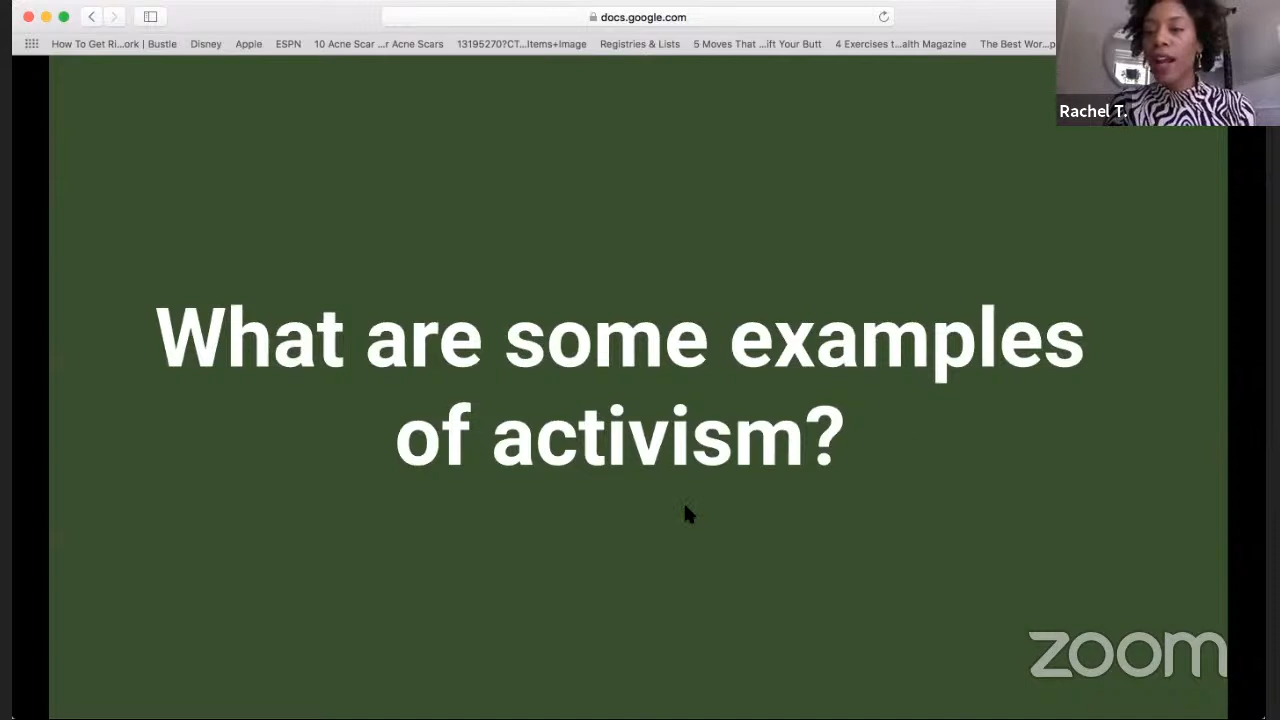 docs.google.com
How To Get Ri...ork | Bustle Disney Apple ESPN 10 Acne Scar ...r Acne Scars 13195270?CT...Items+Image Registries & Lists 5 Moves That ...ift Your Butt 4 Exercises t...alth Magazine The Best Wor...p
Rachel T.
What are some examples
of activism?
zoom